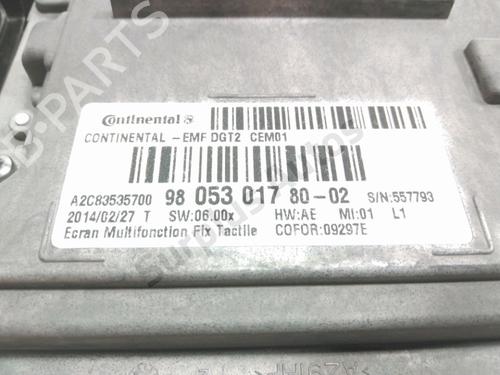 Continental
CONTINENTAL -EMF DGT2 CEM01
A2C83535700 98 053 017 80-02 S/N:557793
2014/02/27 T SW:06.00x HW:AE MI:01 L1
Ecran Multifonction Fix Tactile COFOR:09297E
B-PARTS